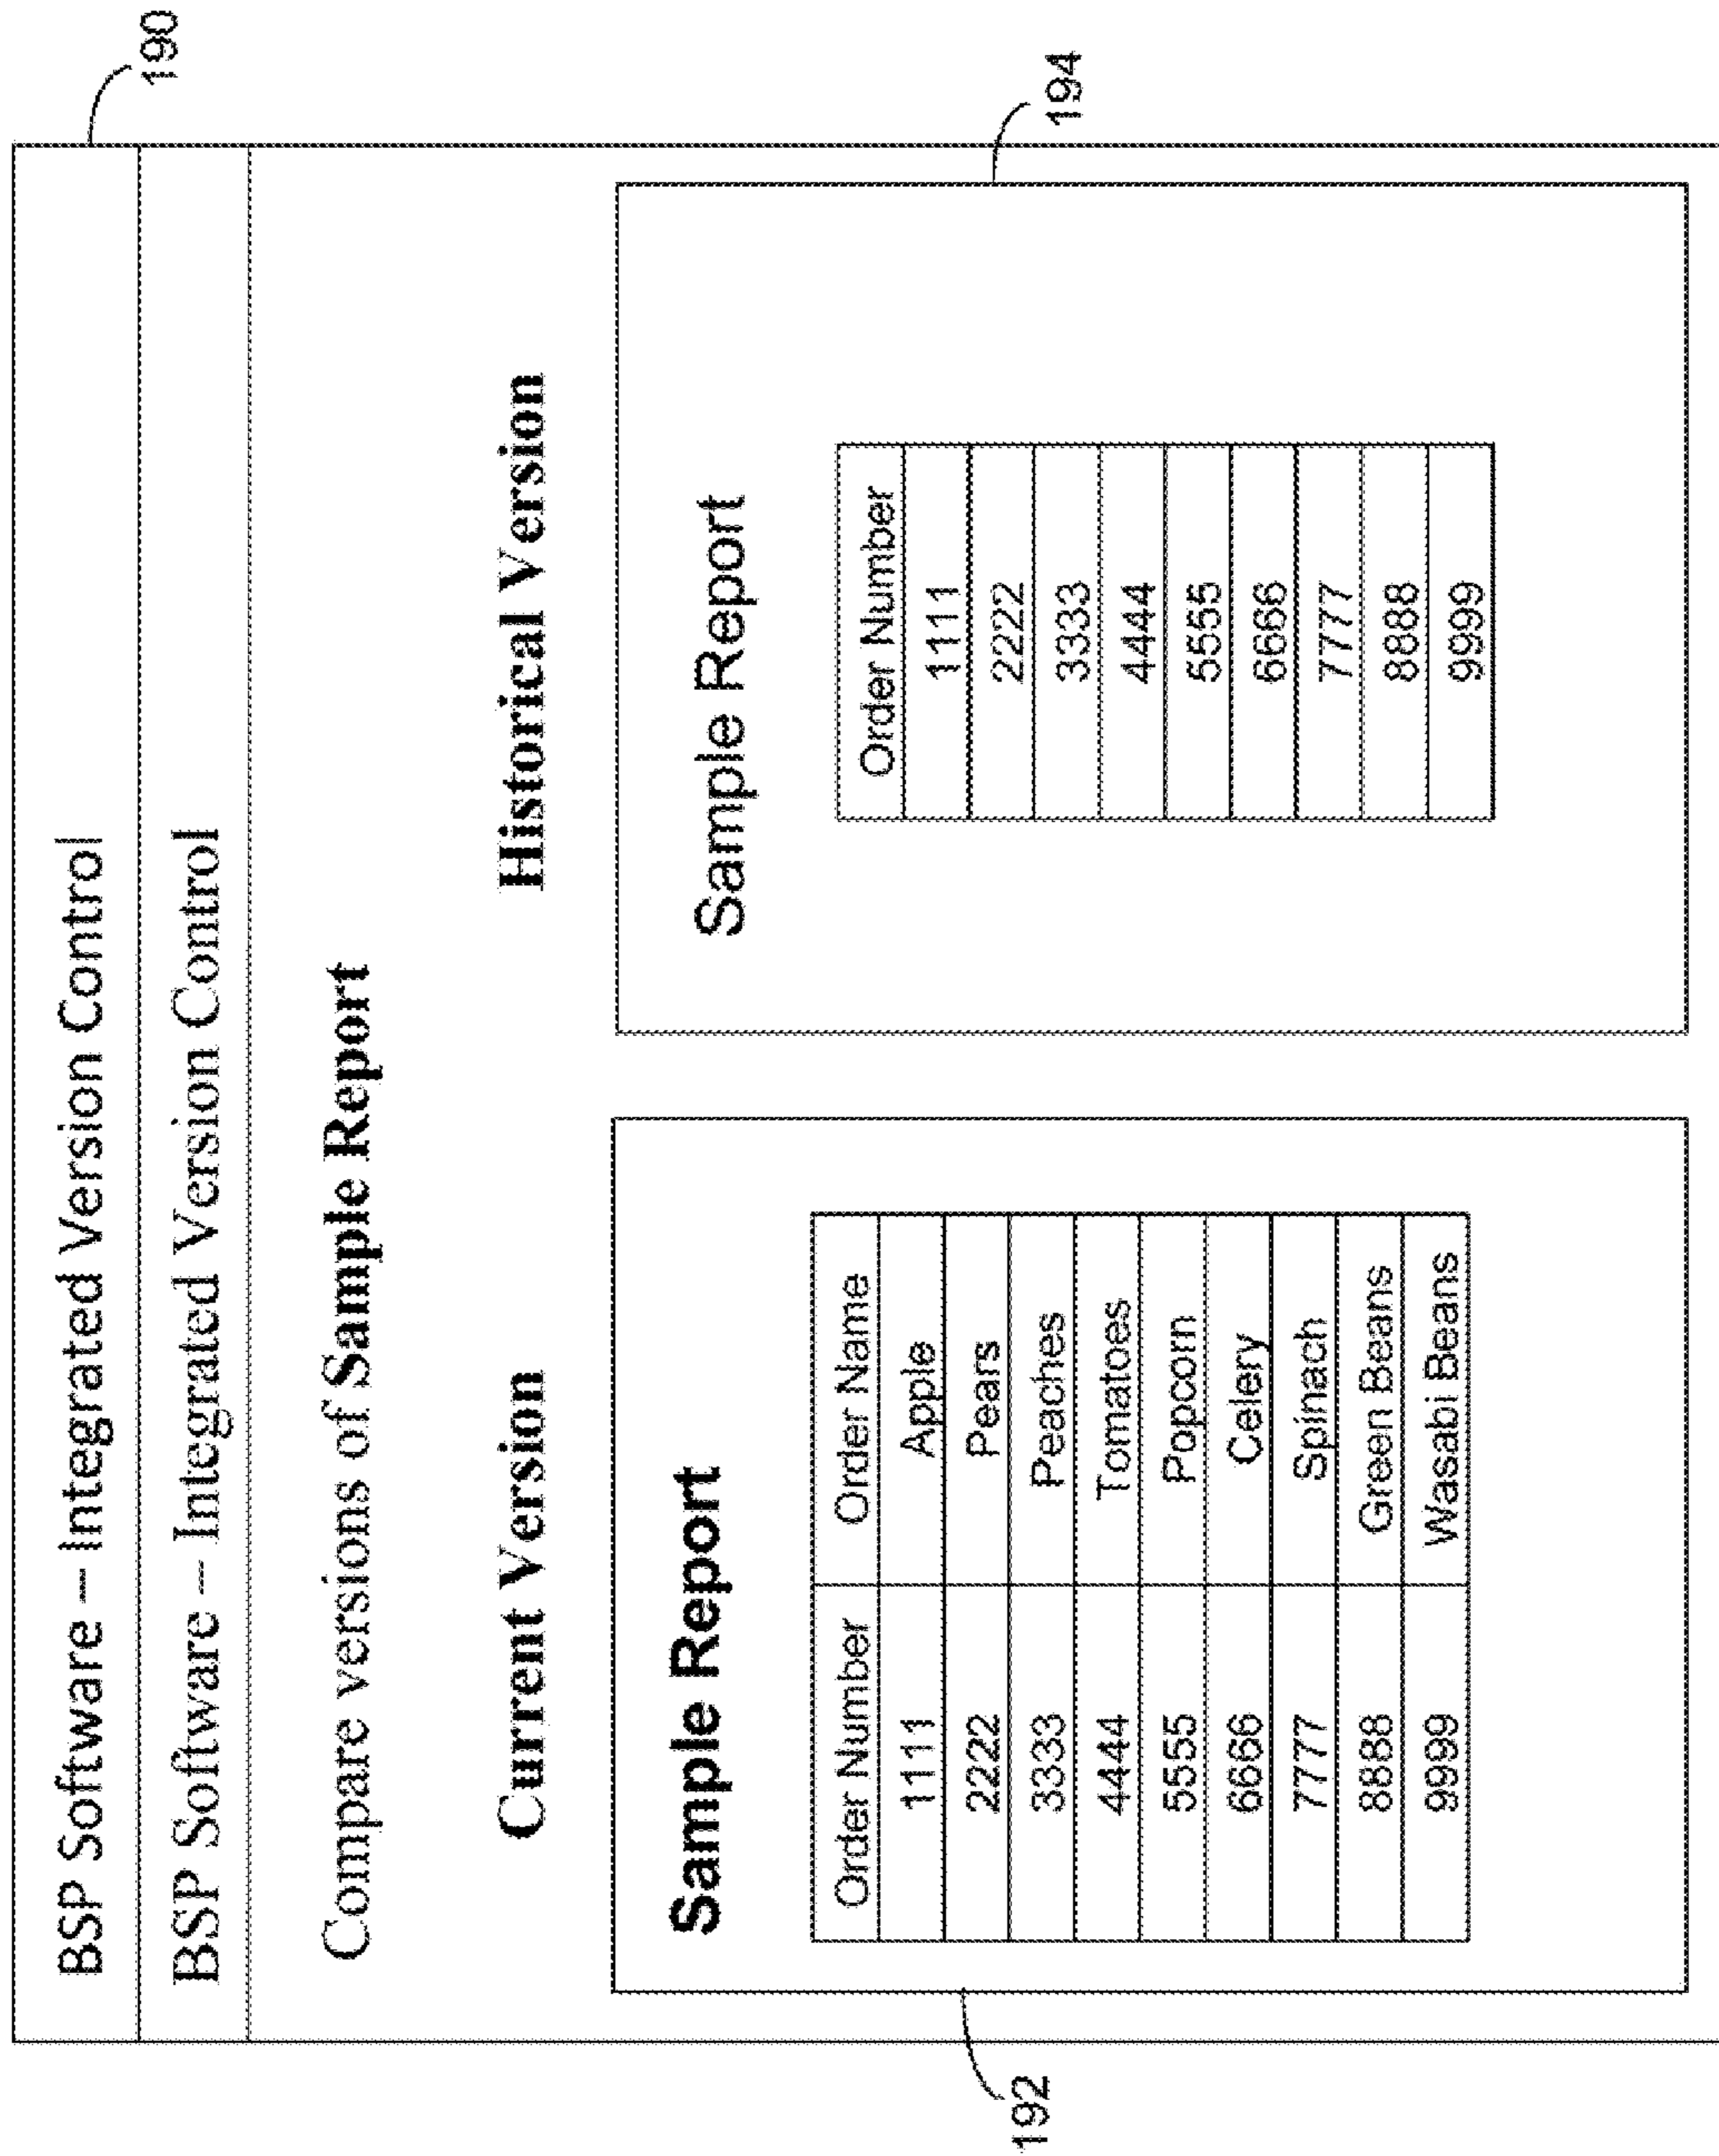 BSP Software – Integrated Version Control
190
BSP Software – Integrated Version Control
Compare versions of Sample Report
Current Version
Historical Version
192
Sample Report
Order Number Order Name
1111 Apple
2222 Pears
3333 Peaches
4444 Tomatoes
5555 Popcorn
6666 Celery
7777 Spinach
8888 Green Beans
9999 Wasabi Beans
194
Sample Report
Order Number
1111
2222
3333
4444
5555
6666
7777
8888
9999